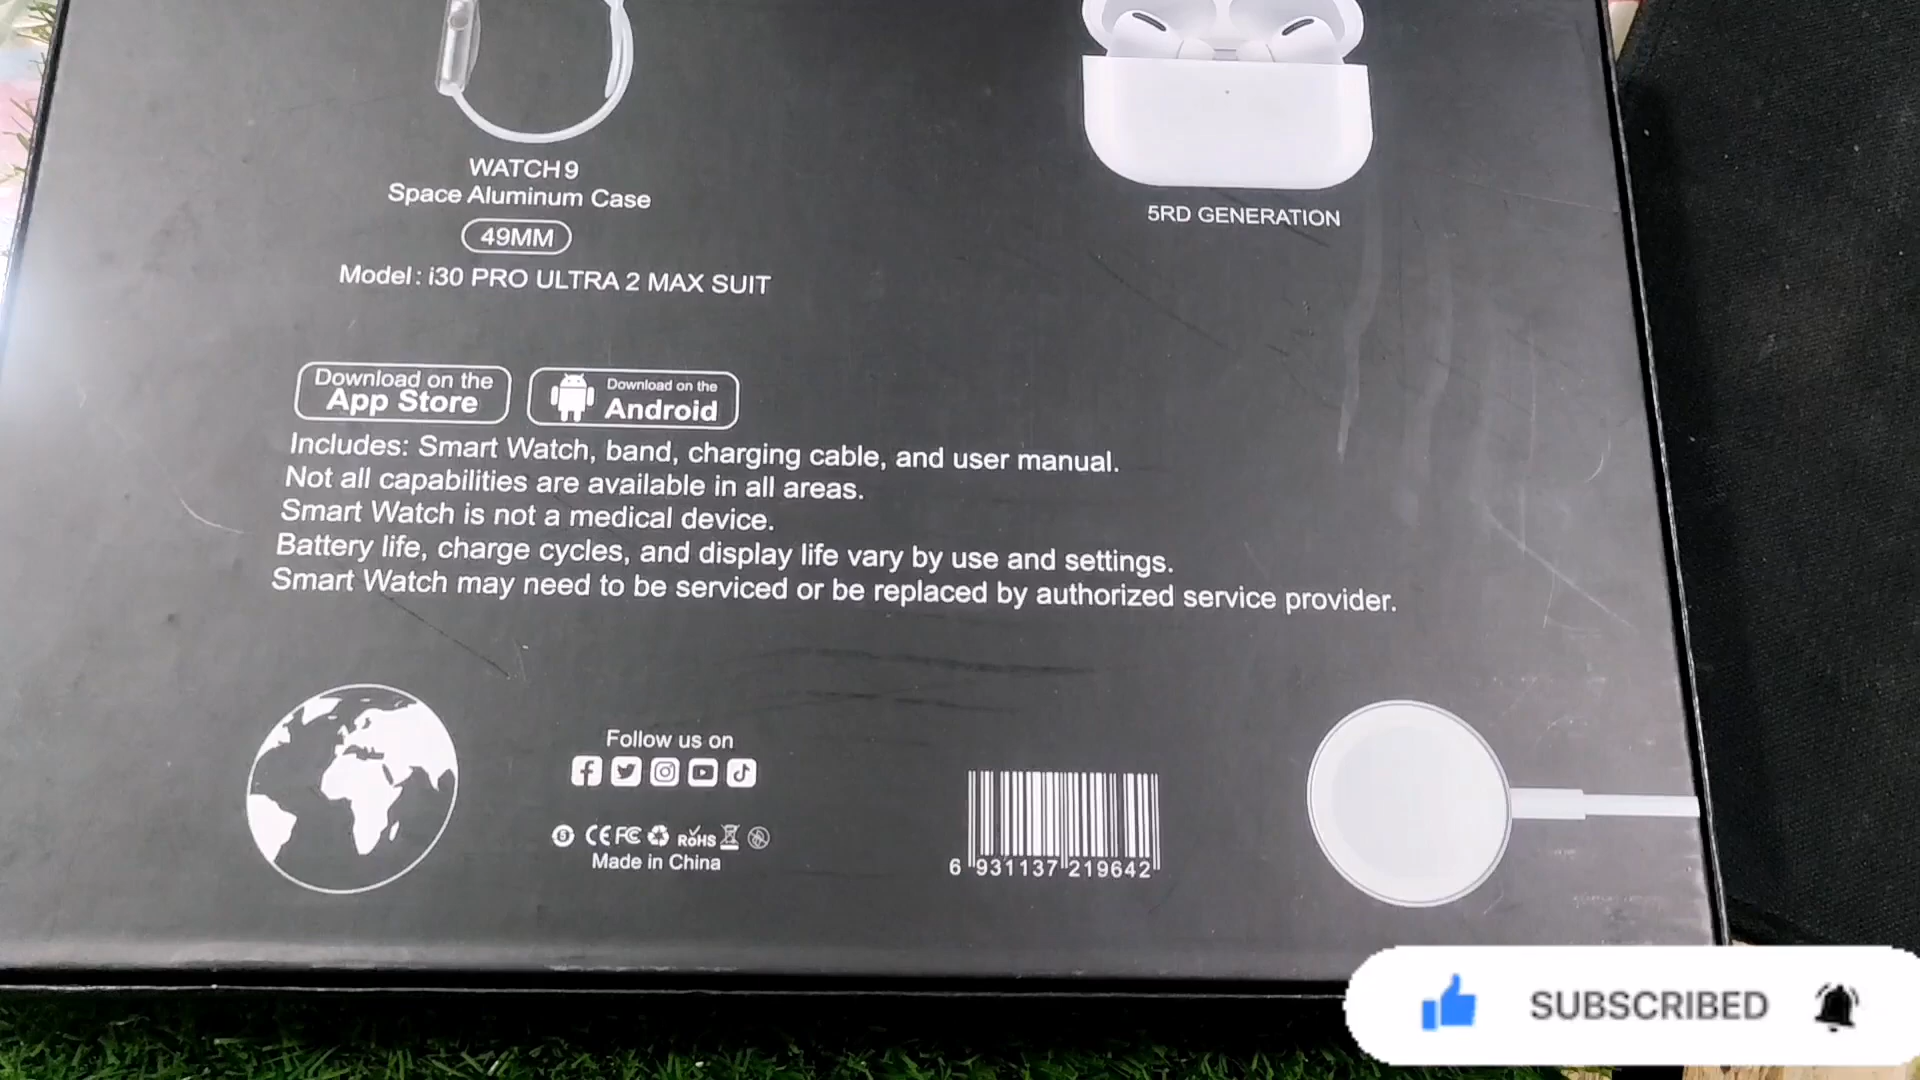 WATCH 9
Space Aluminum Case
49MM
Model: i30 PRO ULTRA 2 MAX SUIT
5RD GENERATION
Download on the
App Store
Download on the
Android
Includes: Smart Watch, band, charging cable, and user manual.
Not all capabilities are available in all areas.
Smart Watch is not a medical device.
Battery life, charge cycles, and display life vary by use and settings.
Smart Watch may need to be serviced or be replaced by authorized service provider.
Follow us on
CE FC RoHS
Made in China
6 931137 219642
SUBSCRIBED